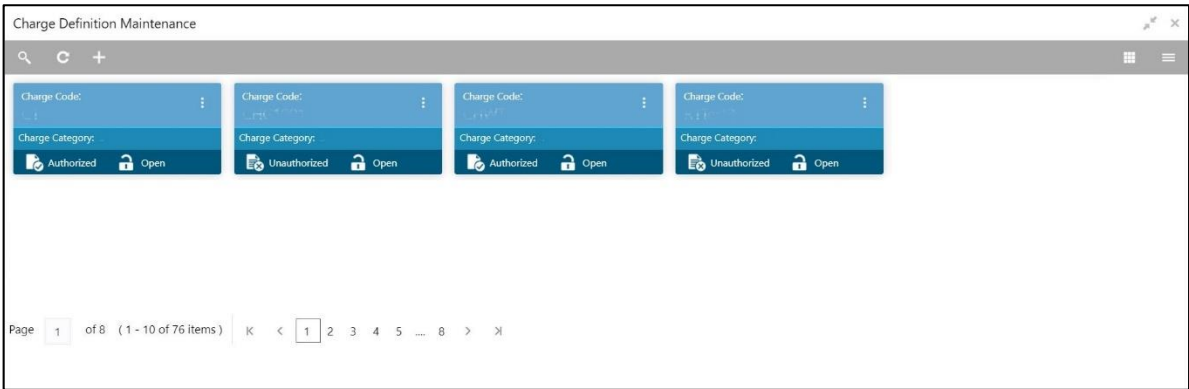 Charge Definition Maintenance
Charge Code: Charge Code: Charge Code: Charge Code:
Charge Category: Charge Category: Charge Category: Charge Category:
Authorized Open Unauthorized Open Authorized Open Unauthorized Open
Page 1 of 8 ( 1 - 10 of 76 items ) 1 2 3 4 5 .... 8